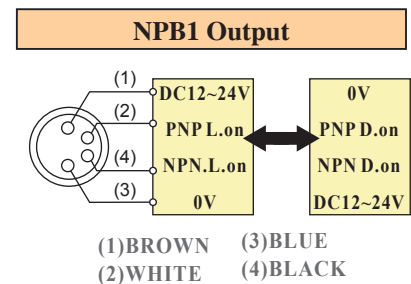 NPB1 Output
(1)
DC12~24V
0V
(2)
PNP L.on
PNP D.on
(4)
NPN.L.on
NPN D.on
(3)
0V
DC12~24V
(1)BROWN (3)BLUE
(2)WHITE (4)BLACK